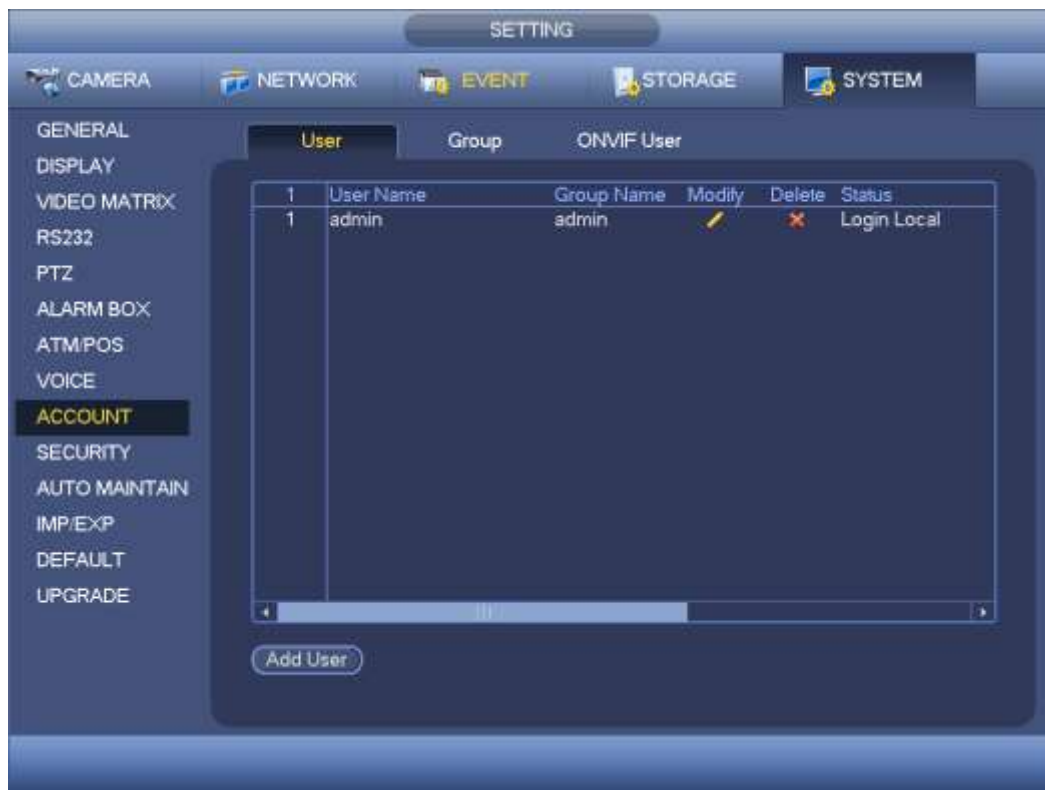 SETTING
CAMERA NETWORK EVENT STORAGE SYSTEM
GENERAL
DISPLAY
VIDEO MATRIX
RS232
PTZ
ALARM BOX
ATM/POS
VOICE
ACCOUNT
SECURITY
AUTO MAINTAIN
IMP/EXP
DEFAULT
UPGRADE
User Group ONVIF User
1 User Name Group Name Modify Delete Status
1 admin admin Login Local
Add User